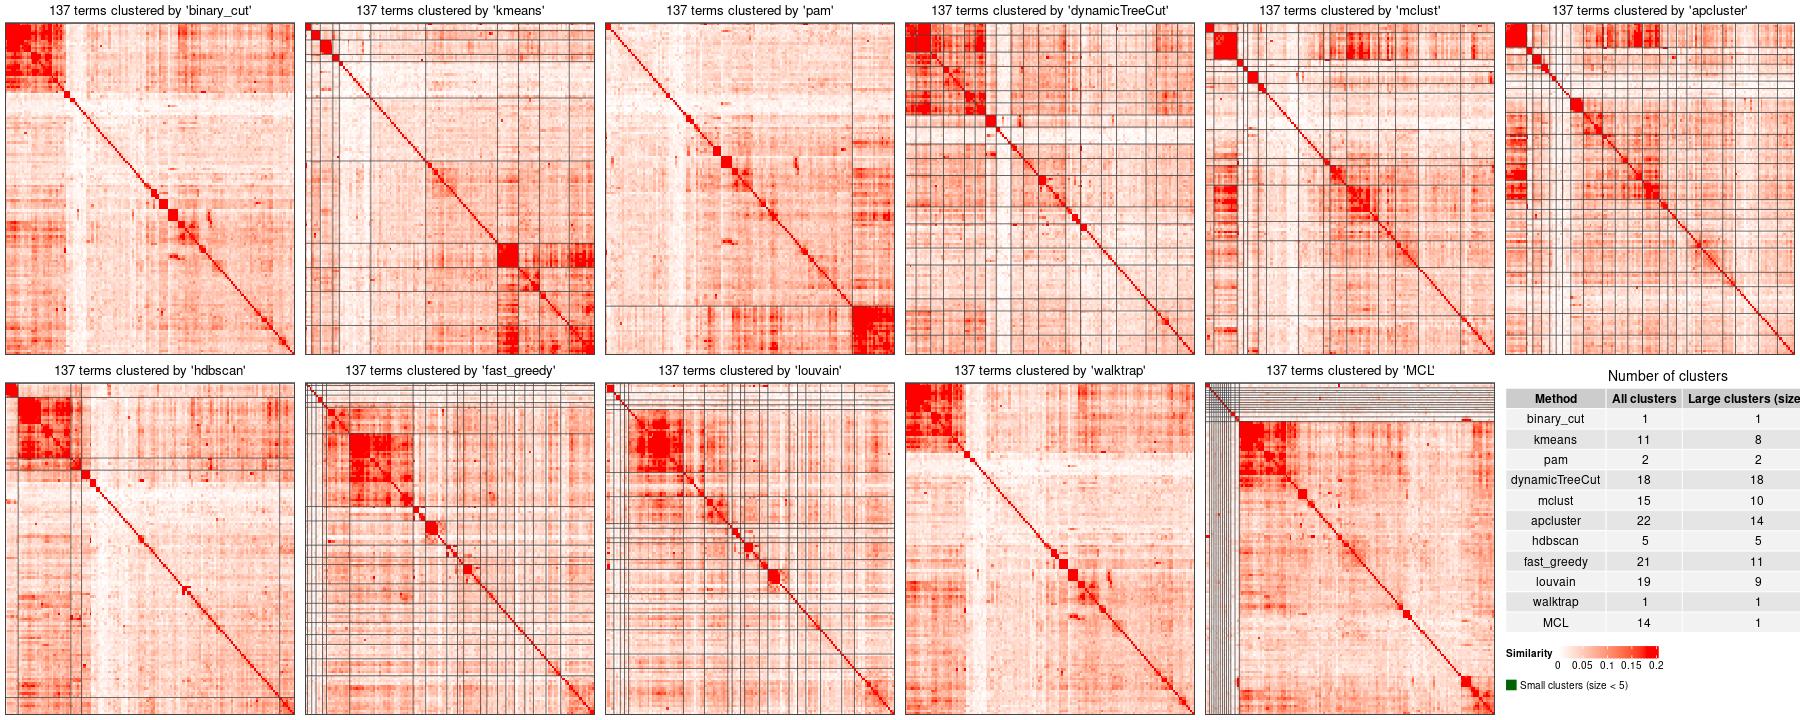 137 terms clustered by 'binary_cut'
137 terms clustered by 'kmeans'
137 terms clustered by 'pam'
137 terms clustered by 'dynamicTreeCut'
137 terms clustered by 'mclust'
137 terms clustered by 'apcluster'
137 terms clustered by 'hdbscan'
137 terms clustered by 'fast_greedy'
137 terms clustered by 'louvain'
137 terms clustered by 'walktrap'
137 terms clustered by 'MCL'
Number of clusters
Method All clusters Large clusters (size
binary_cut 1 1
kmeans 11 8
pam 2 2
dynamicTreeCut 18 18
mclust 15 10
apcluster 22 14
hdbscan 5 5
fast_greedy 21 11
louvain 19 9
walktrap 1 1
MCL 14 1
Similarity
0 0.05 0.1 0.15 0.2
Small clusters (size < 5)